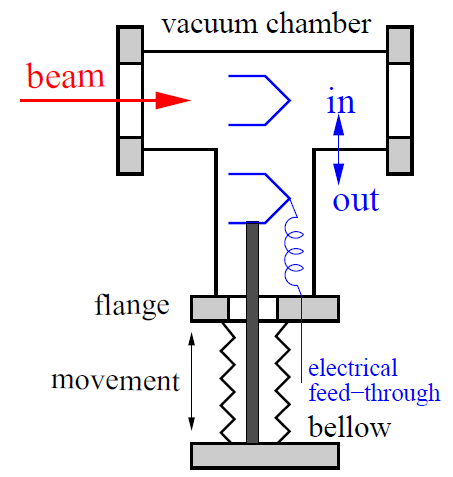 vacuum chamber
beam
in
out
flange
movement
electrical
feed−through
bellow